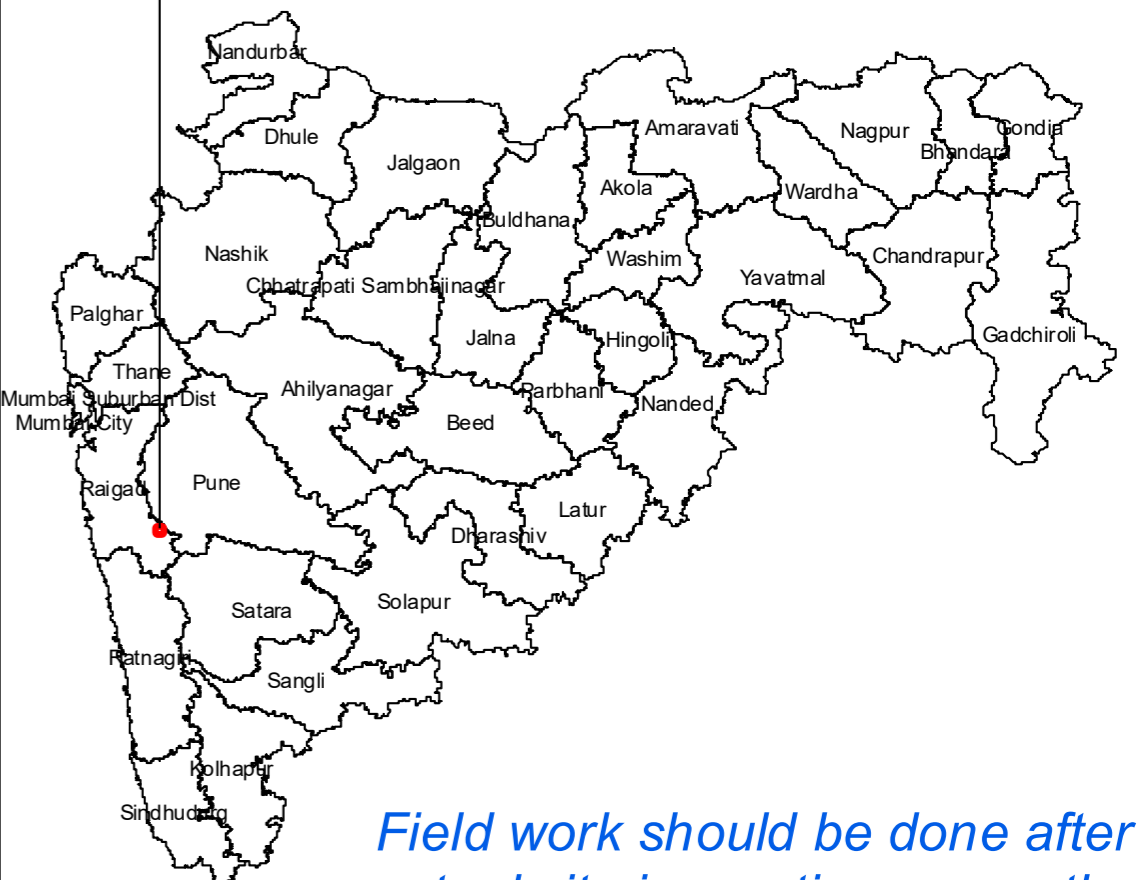 Nandurbar
Dhule
Jalgaon
Amaravati
Nagpur
Gondia
Bhandara
Akola
Wardha
Buldhana
Nashik
Washim
Chandrapur
Chhatrapati Sambhajinagar
Yavatmal
Palghar
Jalna
Hingoli
Gadchiroli
Thane
Ahilyanagar
Parbhani
Mumbai Suburban Dist
Nanded
Mumbai City
Beed
Raigad
Pune
Latur
Dharashiv
Solapur
Satara
Ratnagiri
Sangli
Kolhapur
Sindhudurg
Field work should be done after